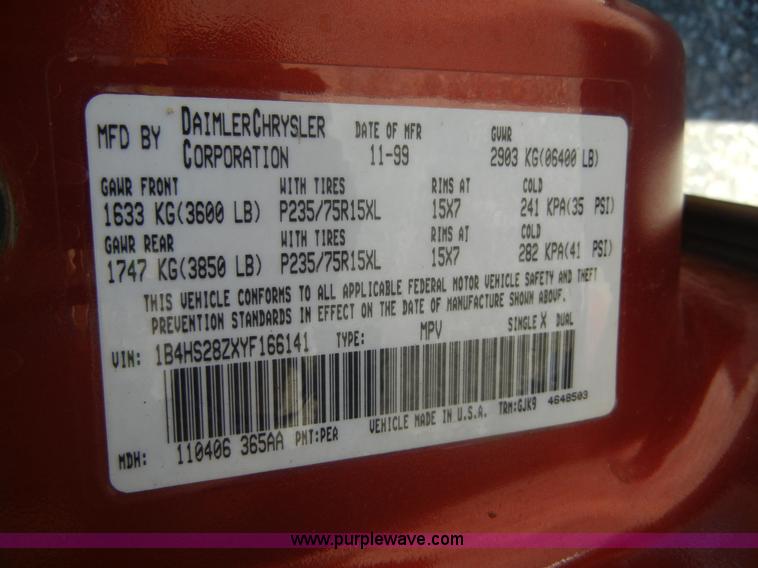 MFD BY DAIMLERCHRYSLER CORPORATION DATE OF MFR 11-99 GVWR 2903 KG(06400 LB)
GAWR FRONT WITH TIRES RIMS AT COLD
1633 KG(3600 LB) P235/75R15XL 15X7 241 KPA(35 PSI)
GAWR REAR WITH TIRES RIMS AT COLD
1747 KG(3850 LB) P235/75R15XL 15X7 282 KPA(41 PSI)
THIS VEHICLE CONFORMS TO ALL APPLICABLE FEDERAL MOTOR VEHICLE SAFETY AND THEFT
PREVENTION STANDARDS IN EFFECT ON THE DATE OF MANUFACTURE SHOWN ABOVE.
VIN: 1B4HS28ZXYF166141 TYPE: MPV SINGLE X DUAL
MDH: 110406 365AA PNT:PER VEHICLE MADE IN U.S.A. TRM:GJK9 4648503
www.purplewave.com